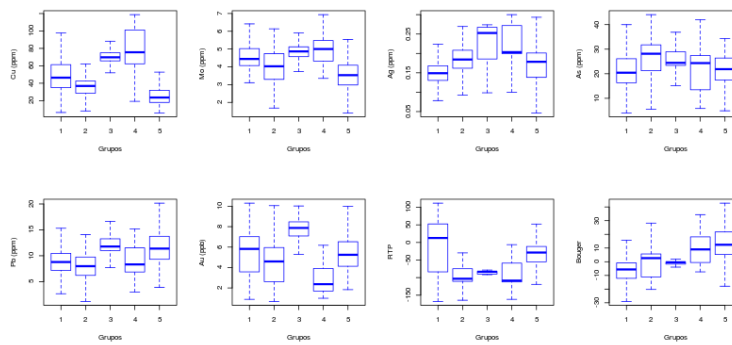 Cu (ppm)
20 40 60 80 100
1 2 3 4 5
Grupos
Mo (ppm)
2 3 4 5 6 7
1 2 3 4 5
Grupos
Ag (ppm)
0.05 0.15 0.25
1 2 3 4 5
Grupos
As (ppm)
10 20 30 40
1 2 3 4 5
Grupos
Pb (ppm)
5 10 15 20
1 2 3 4 5
Grupos
Au (ppb)
2 4 6 8 10
1 2 3 4 5
Grupos
RTP
-150 -50 0 50 100
1 2 3 4 5
Grupos
Bouger
-30 -10 0 10 30
1 2 3 4 5
Grupos